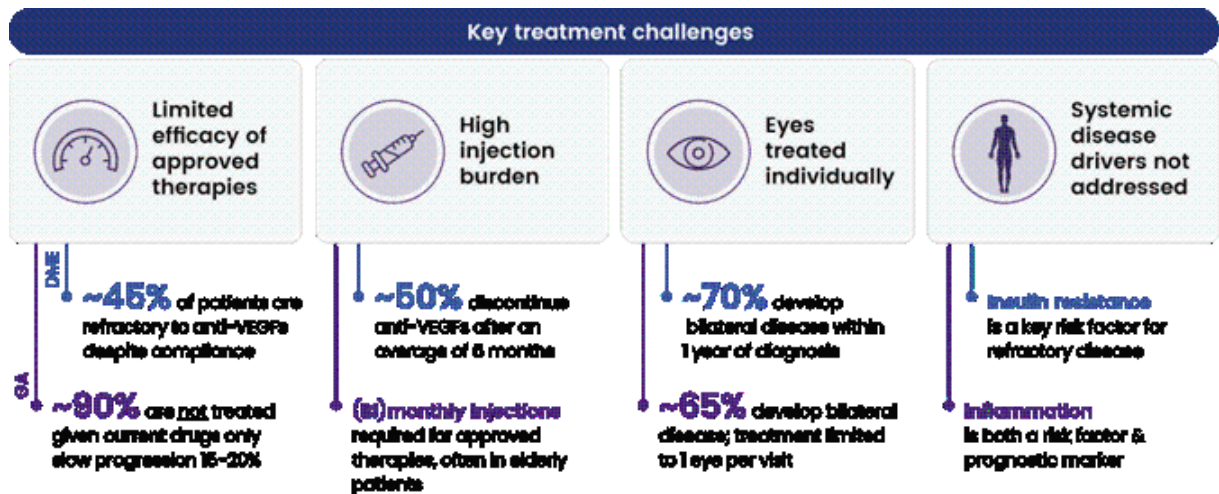 Key treatment challenges
Limited
efficacy of
approved
therapies
High
injection
burden
Eyes
treated
individually
Systemic
disease
drivers not
addressed
DME
~45% of patients are
refractory to anti-VEGFs
despite compliance
~50% discontinue
anti-VEGFs after an
average of 6 months
~70% develop
bilateral disease within
1 year of diagnosis
Insulin resistance
is a key risk factor for
refractory disease
GA
~90% are not treated
given current drugs only
slow progression 15-20%
(Bi)monthly injections
required for approved
therapies, often in elderly
patients
~65% develop bilateral
disease; treatment limited
to 1 eye per visit
Inflammation
is both a risk factor &
prognostic marker